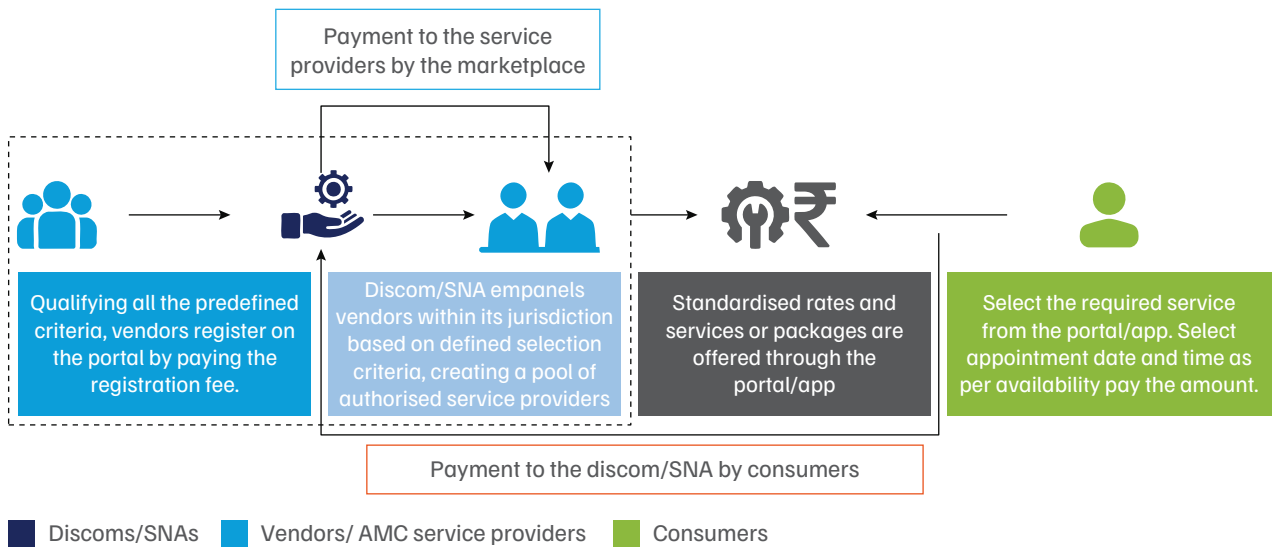 Payment to the service
providers by the marketplace
Qualifying all the predefined
criteria, vendors register on
the portal by paying the
registration fee.
Discom/SNA empanels
vendors within its jurisdiction
based on defined selection
criteria, creating a pool of
authorised service providers
Standardised rates and
services or packages are
offered through the
portal/app
Select the required service
from the portal/app. Select
appointment date and time as
per availability pay the amount.
Payment to the discom/SNA by consumers
Discoms/SNAs
Vendors/ AMC service providers
Consumers